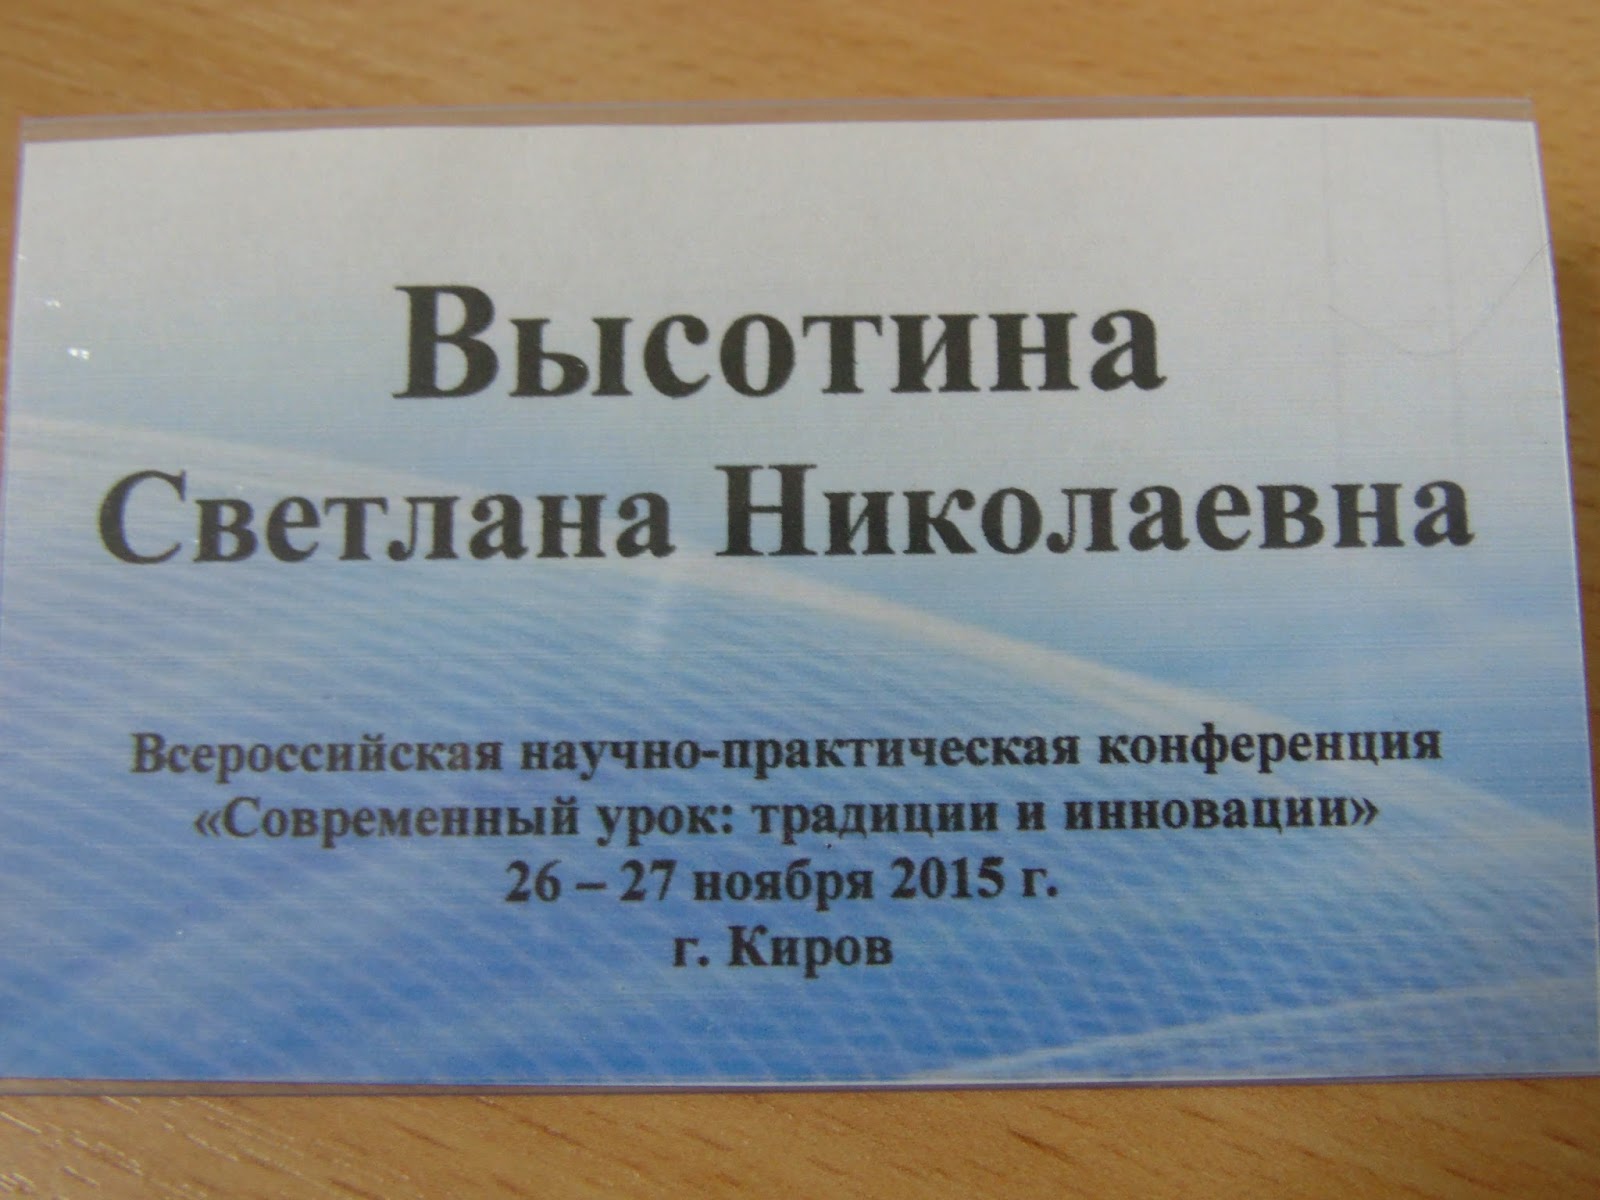 Высотина
Светлана Николаевна
Всероссийская научно-практическая конференция
«Современный урок: традиции и инновации»
26 – 27 ноября 2015 г.
г. Киров